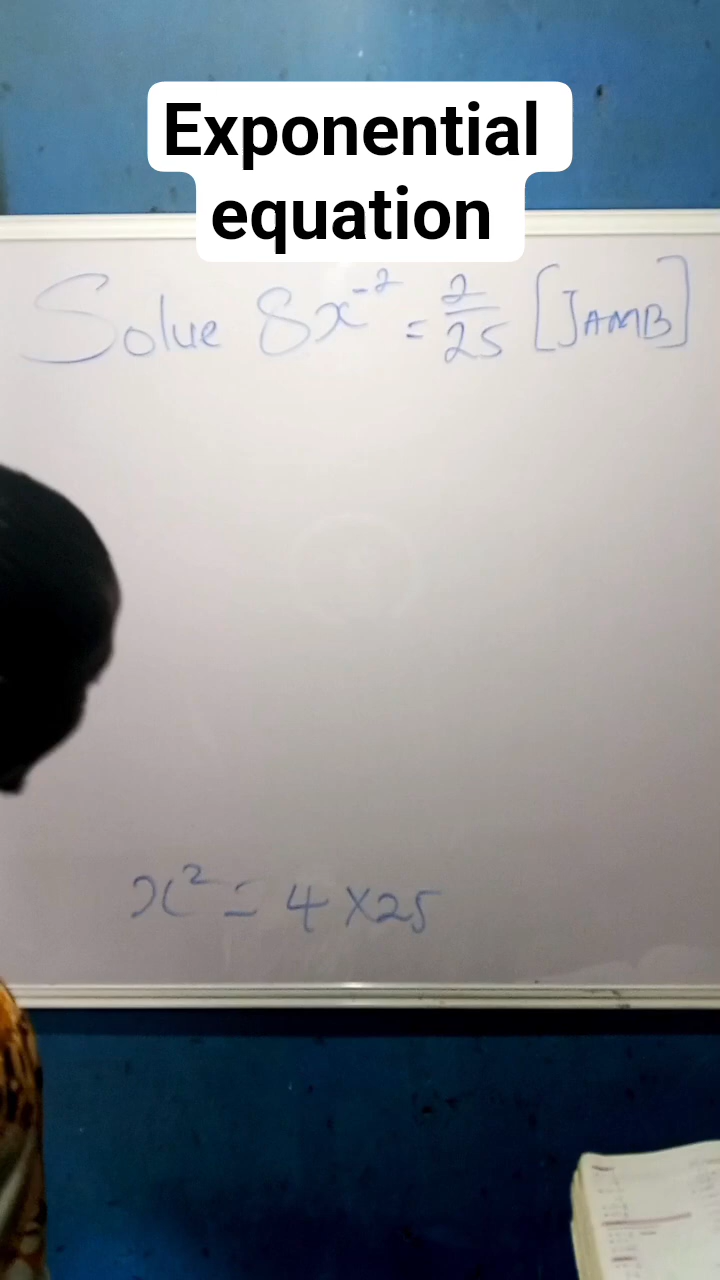 Exponential
equation
Solve 8x⁻² = 2/25 [JAMB]
x² = 4 × 25